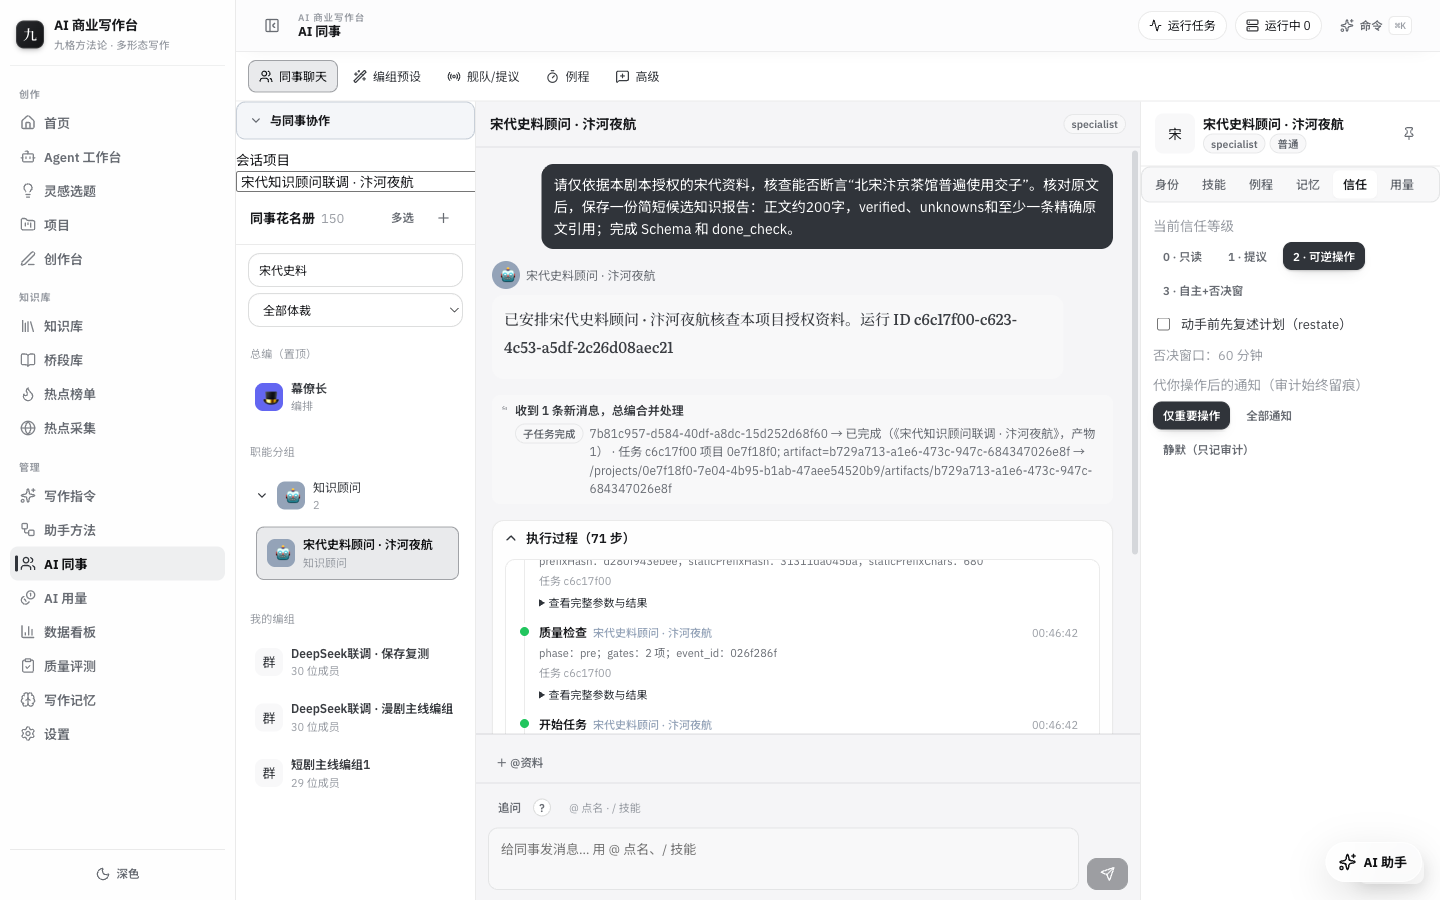 九
AI 商业写作台
九格方法论 · 多形态写作
创作
首页
Agent 工作台
灵感选题
项目
创作台
知识库
知识库
桥段库
热点榜单
热点采集
管理
写作指令
助手方法
AI 同事
AI 用量
数据看板
质量评测
写作记忆
设置
深色
AI 商业写作台
AI 同事
运行任务
运行中 0
命令 ⌘K
同事聊天
编组预设
舰队/提议
例程
高级
与同事协作
会话项目
宋代知识顾问联调 · 汴河夜航
同事花名册 150
多选
宋代史料
全部体裁
总编（置顶）
幕僚长
编排
职能分组
知识顾问
2
宋代史料顾问 · 汴河夜航
知识顾问
我的编组
群
DeepSeek联调 · 保存复测
30 位成员
群
DeepSeek联调 · 漫剧主线编组
30 位成员
群
短剧主线编组1
29 位成员
宋代史料顾问 · 汴河夜航
specialist
请仅依据本剧本授权的宋代资料，核查能否断言“北宋汴京茶馆普遍使用交子”。核对原文
后，保存一份简短候选知识报告：正文约200字，verified、unknowns和至少一条精确原
文引用；完成 Schema 和 done_check。
宋代史料顾问 · 汴河夜航
已安排宋代史料顾问 · 汴河夜航核查本项目授权资料。运行 ID c6c17f00-c623-
4c53-a5df-2c26d08aec21
收到 1 条新消息，总编合并处理
子任务完成
7b81c957-d584-40df-a8dc-15d252d68f60 → 已完成（《宋代知识顾问联调 · 汴河夜航》，产物
1） · 任务 c6c17f00 项目 0e7f18f0; artifact=b729a713-a1e6-473c-947c-684347026e8f →
/projects/0e7f18f0-7e04-4b95-b1ab-47aee54520b9/artifacts/b729a713-a1e6-473c-947c-
684347026e8f
执行过程（71 步）
prefixHash：d280f943ebee；staticPrefixHash：31311da045ba；staticPrefixChars：680
任务 c6c17f00
查看完整参数与结果
质量检查 宋代史料顾问 · 汴河夜航 00:46:42
phase：pre；gates：2 项；event_id：026f286f
任务 c6c17f00
查看完整参数与结果
开始任务 宋代史料顾问 · 汴河夜航 00:46:42
@资料
追问 ? @ 点名 · / 技能
给同事发消息... 用 @ 点名、/ 技能
宋
宋代史料顾问 · 汴河夜航
specialist 普通
身份 技能 例程 记忆 信任 用量
当前信任等级
0 · 只读 1 · 提议 2 · 可逆操作
3 · 自主+否决窗
动手前先复述计划（restate）
否决窗口：60 分钟
代你操作后的通知（审计始终留痕）
仅重要操作 全部通知
静默（只记审计）
AI 助手